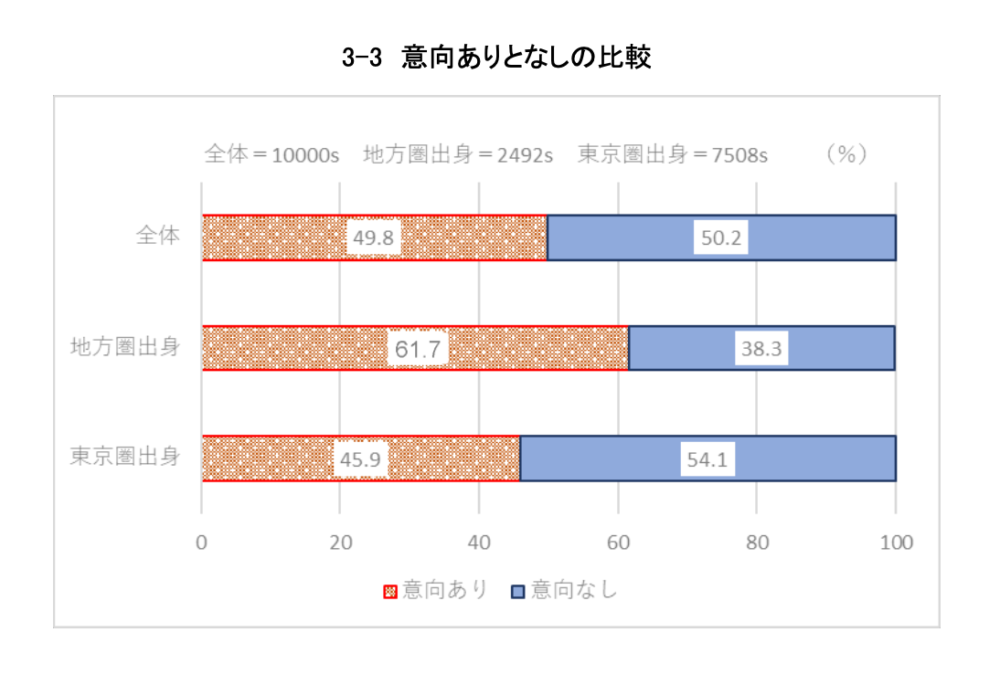 3-3 意向ありとなしの比較
全体＝10000s 地方圏出身＝2492s 東京圏出身＝7508s （%）
全体 49.8 50.2
地方圏出身 61.7 38.3
東京圏出身 45.9 54.1
0 20 40 60 80 100
意向あり 意向なし